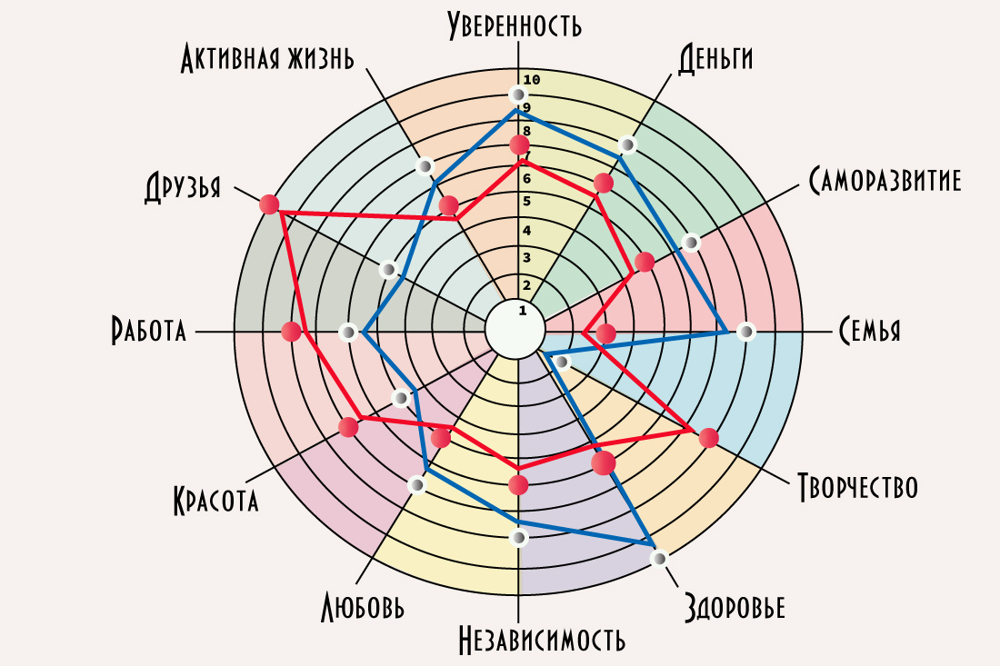 Уверенность
Активная жизнь
Деньги
10
9
8
7
6
5
4
3
2
1
Друзья
Саморазвитие
Работа
Семья
Красота
Творчество
Любовь
Здоровье
Независимость